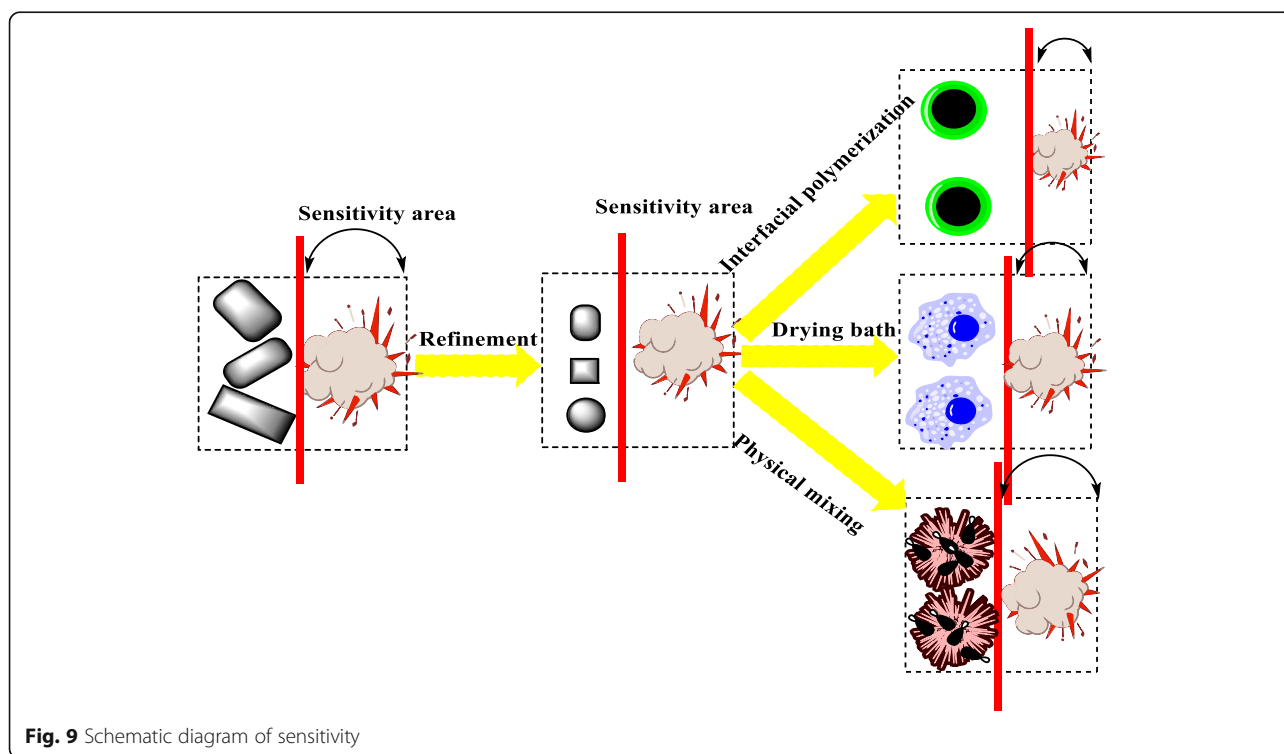 Sensitivity area
Refinement
Sensitivity area
Interfacial polymerization
Drying bath
Physical mixing
Fig. 9 Schematic diagram of sensitivity